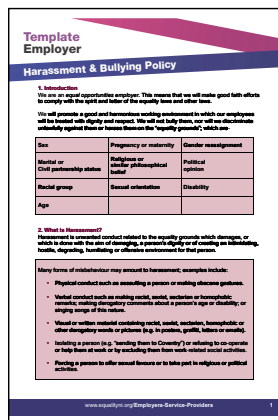 Template
Employer
Harassment & Bullying Policy
1. Introduction
We are an equal opportunities employer. This means that we will make good faith efforts
to comply with the spirit and letter of the equality laws and other laws.
We will promote a good and harmonious working environment in which our employees
will be treated with dignity and respect. We will not bully them, nor will we discriminate
unlawfully against them or harass them on the "equality grounds", which are-
Sex
Pregnancy or maternity
Gender reassignment
Marital or
Civil partnership status
Religious or
similar philosophical
belief
Political
opinion
Racial group
Sexual orientation
Disability
Age
2. What is Harassment?
Harassment is unwanted conduct related to the equality grounds which damages, or
which is done with the aim of damaging, a person's dignity or of creating an intimidating,
hostile, degrading, humiliating or offensive environment for that person.
Many forms of misbehaviour may amount to harassment; examples include:
• Physical conduct such as assaulting a person or making obscene gestures.
• Verbal conduct such as making racist, sexist, sectarian or homophobic
remarks; making derogatory comments about a person's age or disability; or
singing songs of this nature.
• Visual or written material containing racist, sexist, sectarian, homophobic or
other derogatory words or pictures (e.g. in posters, graffiti, letters or emails).
• Isolating a person (e.g. "sending them to Coventry") or refusing to co-operate
or help them at work or by excluding them from work-related social activities.
• Forcing a person to offer sexual favours or to take part in religious or political
activities.
www.equalityni.org/Employers-Service-Providers
1